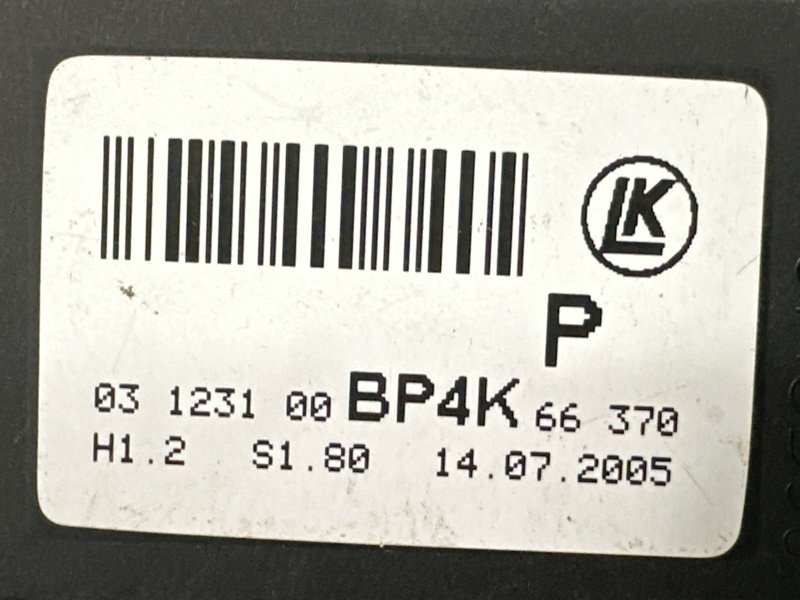 LK
P
03 1231 00 BP4K 66 370
H1.2 S1.80 14.07.2005